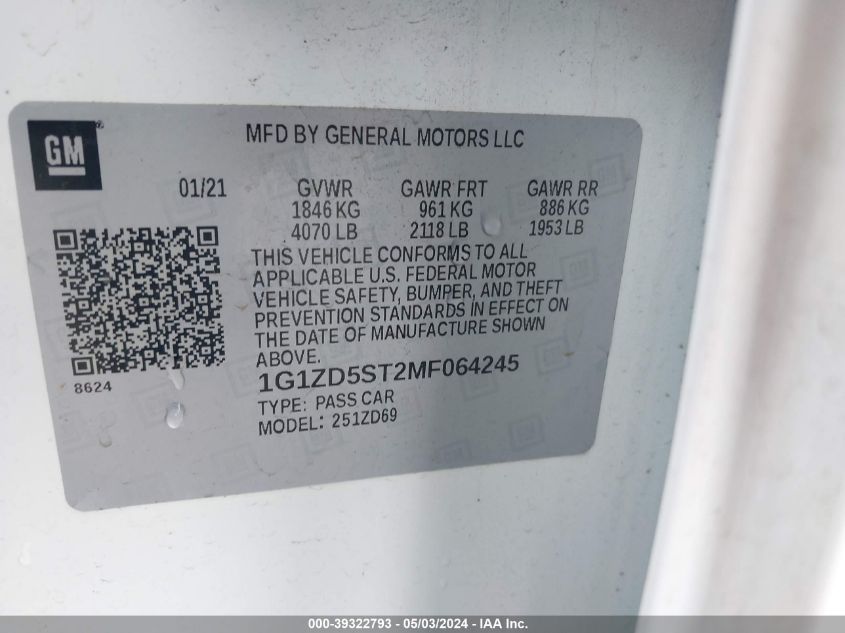 GM
MFD BY GENERAL MOTORS LLC
01/21 GVWR GAWR FRT GAWR RR
1846 KG 961 KG 886 KG
4070 LB 2118 LB 1953 LB
THIS VEHICLE CONFORMS TO ALL
APPLICABLE U.S. FEDERAL MOTOR
VEHICLE SAFETY, BUMPER, AND THEFT
PREVENTION STANDARDS IN EFFECT ON
THE DATE OF MANUFACTURE SHOWN
ABOVE.
8624
1G1ZD5ST2MF064245
TYPE: PASS CAR
MODEL: 251ZD69
000-39322793 - 05/03/2024 - IAA Inc.